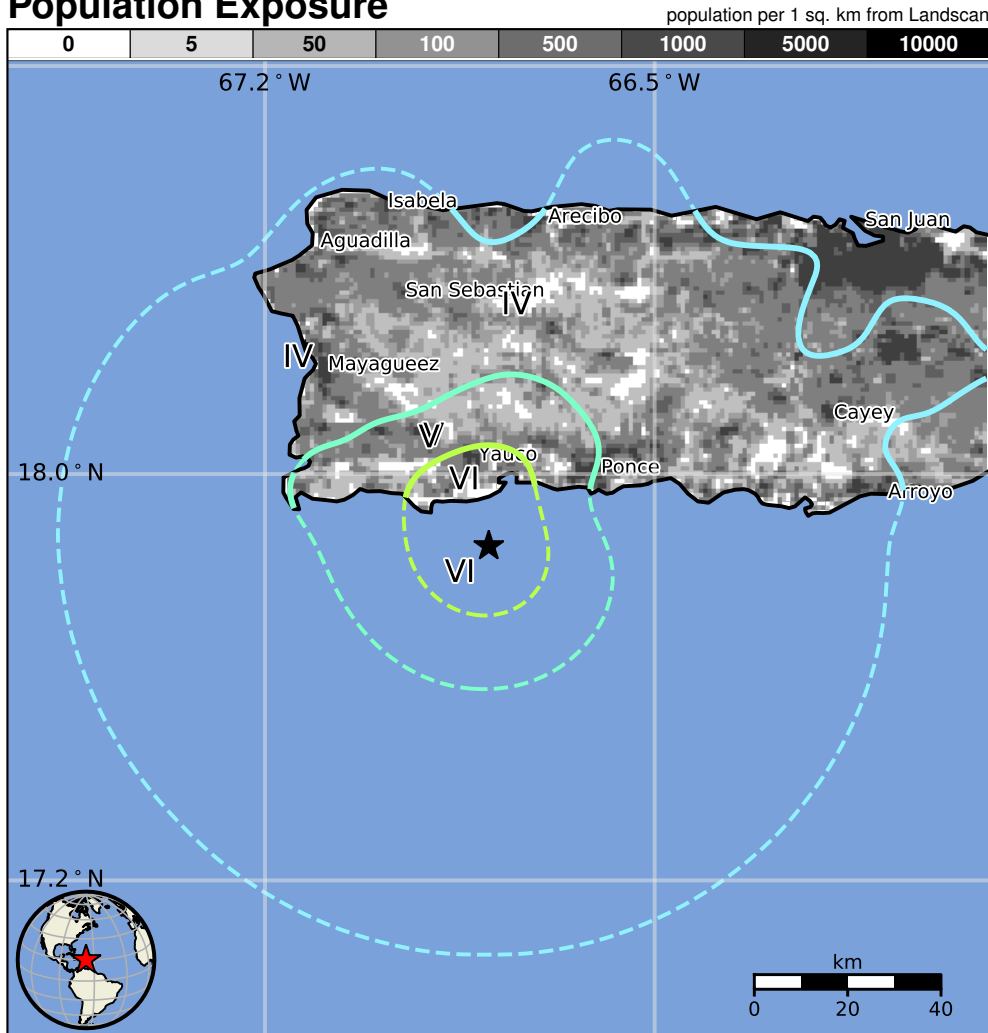 Population Exposure
population per 1 sq. km from Landscan
0 5 50 100 500 1000 5000 10000
67.2°W 66.5°W
Isabela
Arecibo
San Juan
Aguadilla
San Sebastian
IV
IV
Mayagueez
Cayey
V
Yauco
Ponce
18.0°N
VI
Arroyo
VI
17.2°N
km
0 20 40